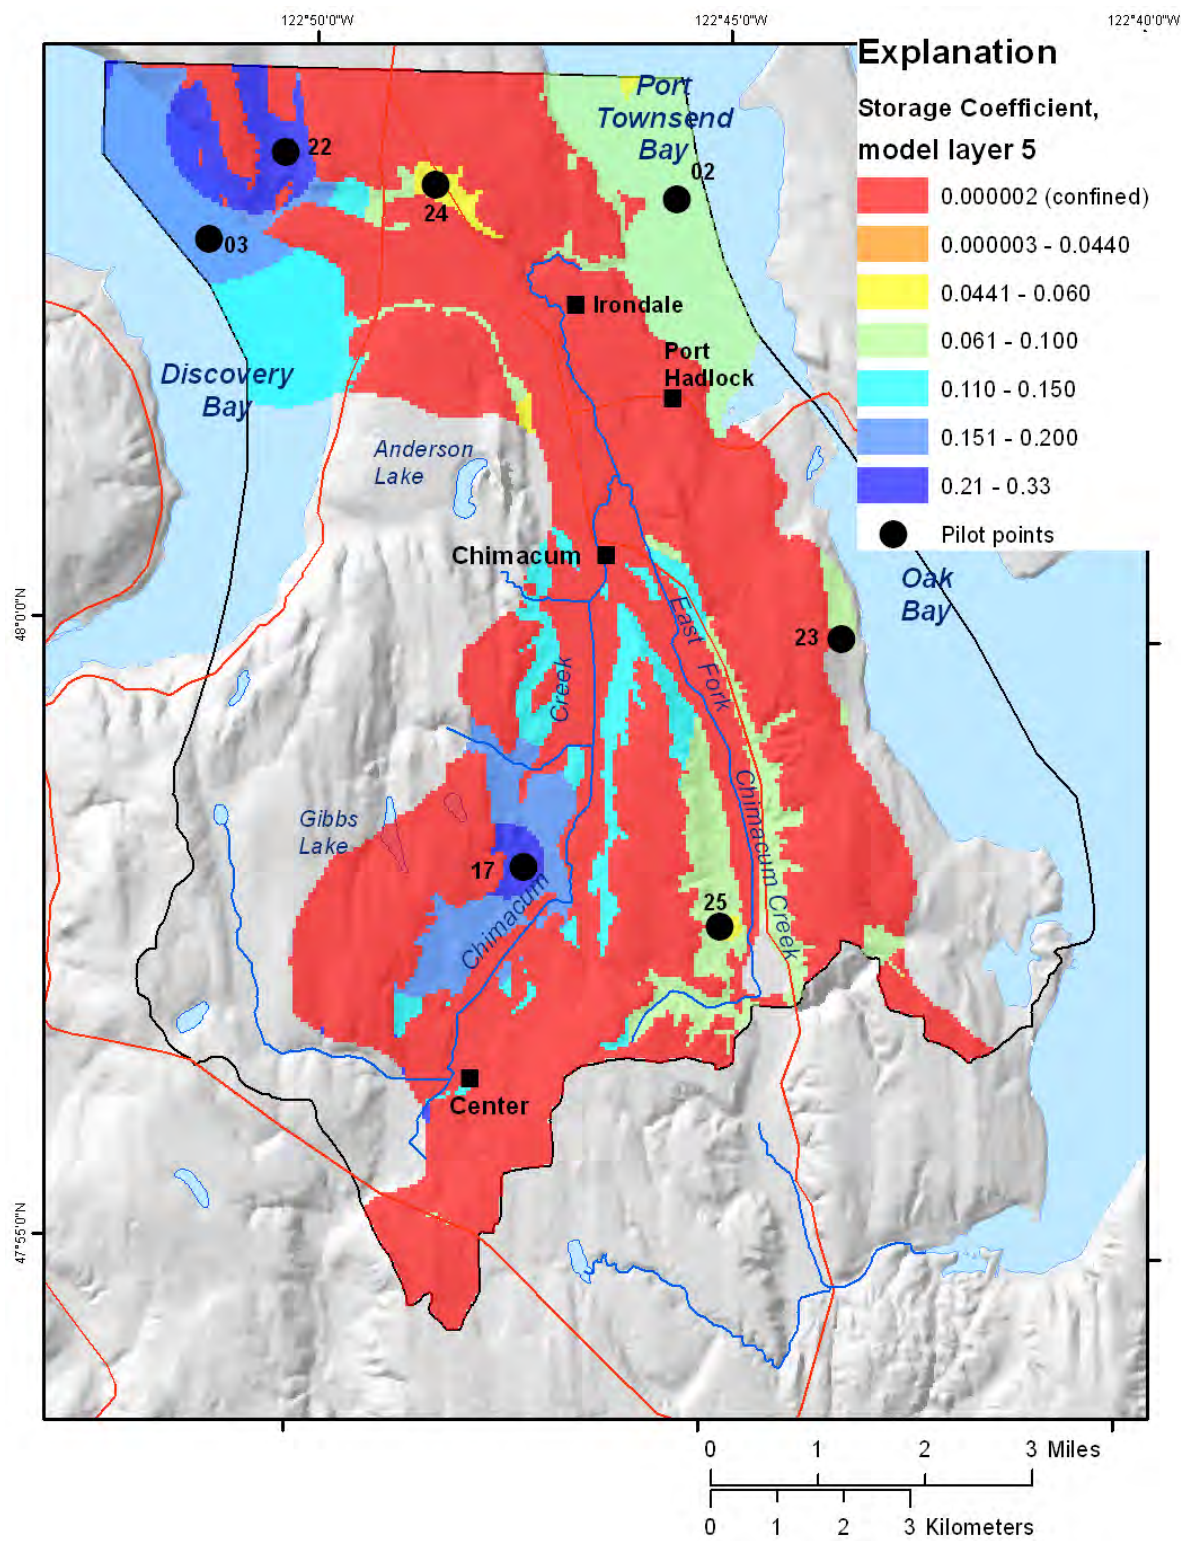 122°50'0"W
122°45'0"W
122°40'0"W
Explanation
Storage Coefficient,
model layer 5
0.000002 (confined)
0.000003 - 0.0440
0.0441 - 0.060
0.061 - 0.100
0.110 - 0.150
0.151 - 0.200
0.21 - 0.33
Pilot points
Port
Townsend
Bay
22
02
24
03
Irondale
Port
Hadlock
Discovery
Bay
Anderson
Lake
Chimacum
Oak
Bay
48°0'0"N
23
East Fork
Chimacum Creek
Creek
Chimacum
Gibbs
Lake
17
25
Center
47°55'0"N
0 1 2 3 Miles
0 1 2 3 Kilometers